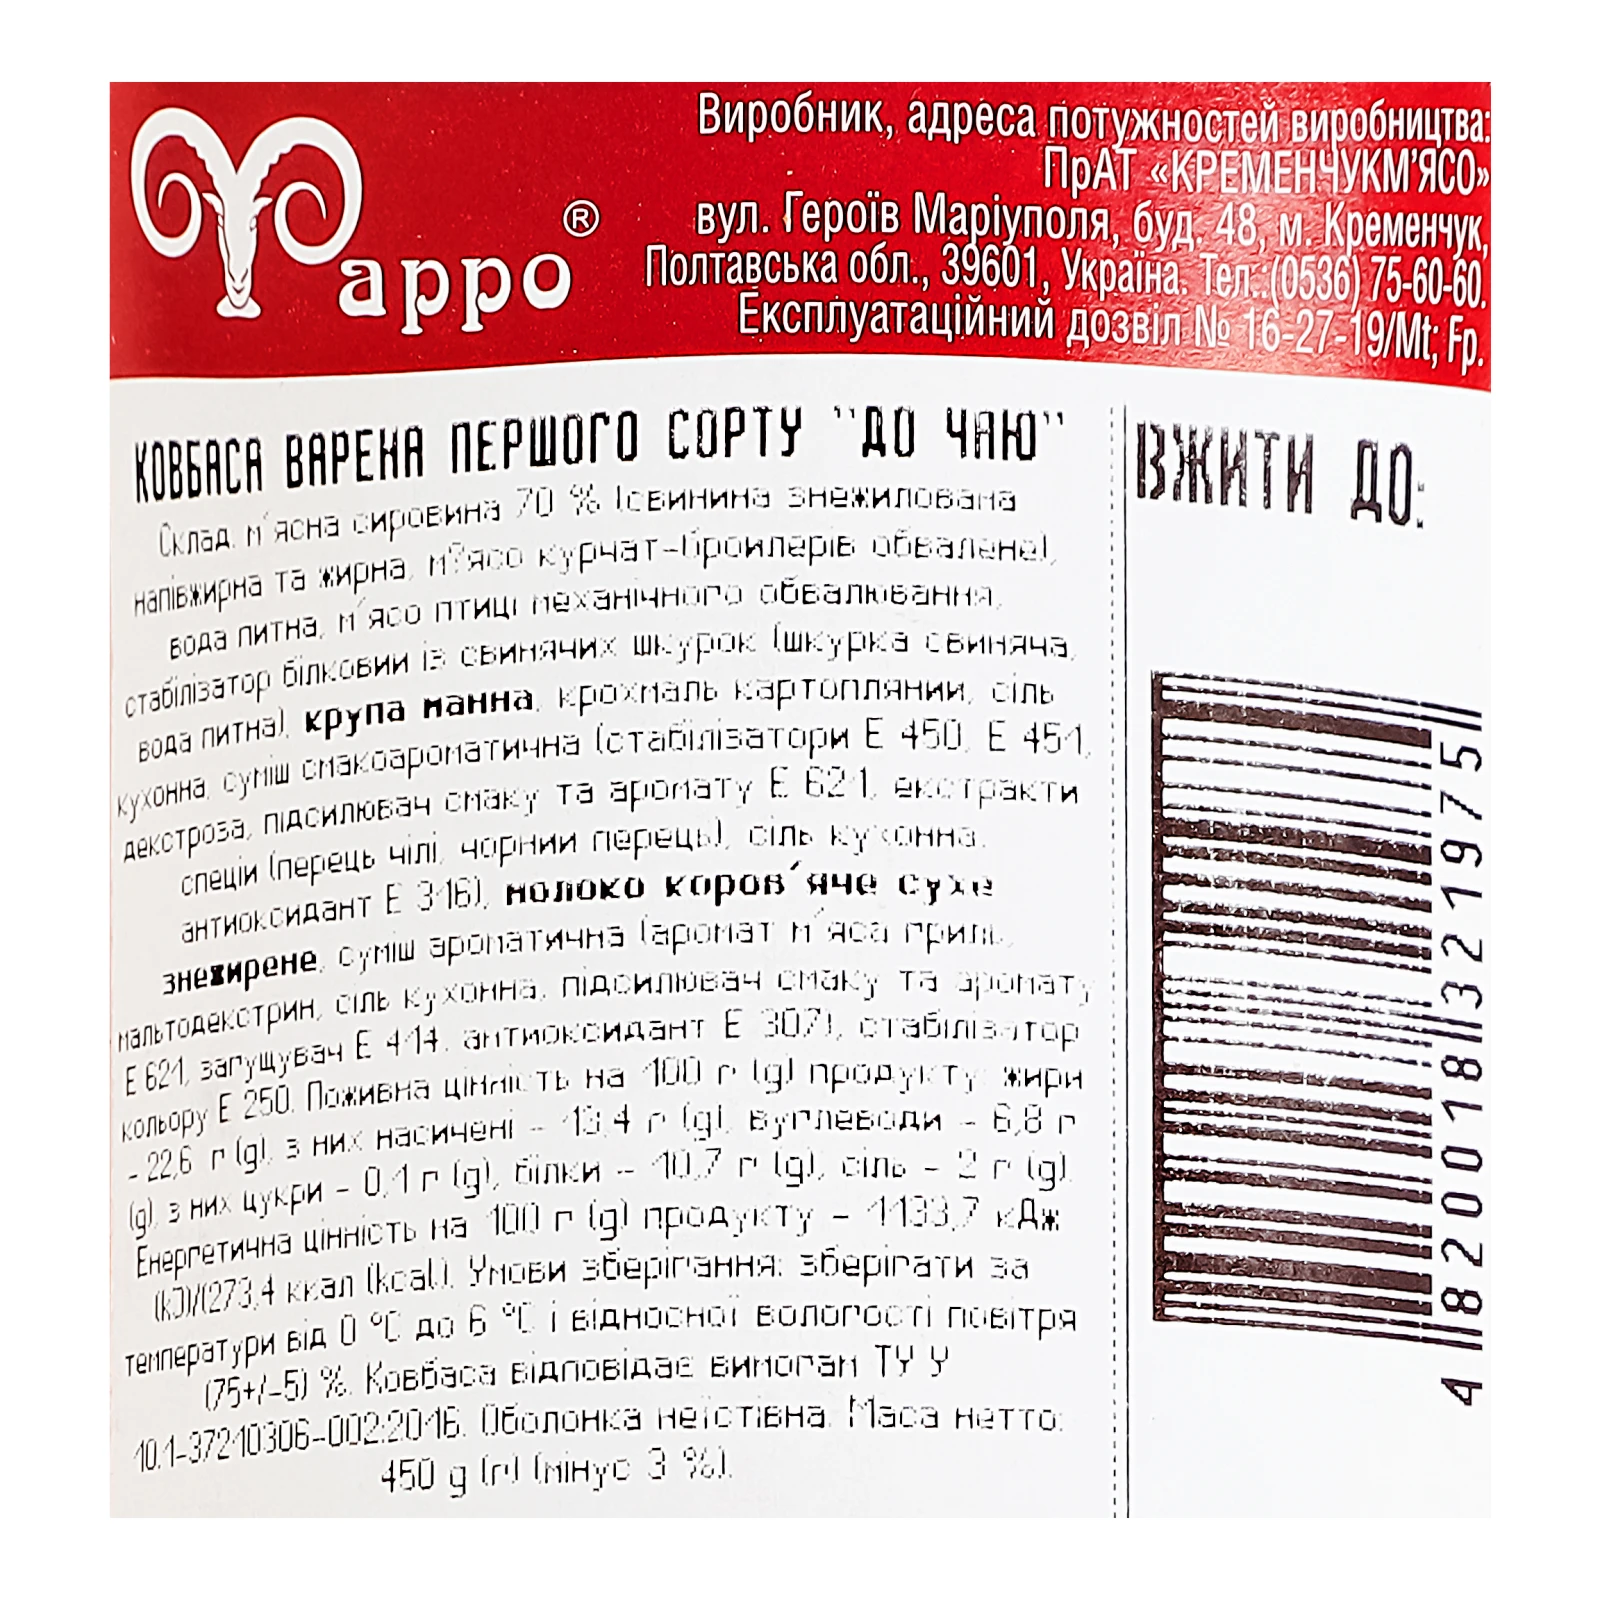 Фарро®
Виробник, адреса потужностей виробництва:
ПрАТ «КРЕМЕНЧУКМ'ЯСО»
вул. Героїв Маріуполя, буд. 48, м. Кременчук,
Полтавська обл., 39601, Україна. Тел.:(0536) 75-60-60.
Експлуатаційний дозвіл № 16-27-19/Mt; Fp.
КОВБАСА ВАРЕНА ПЕРШОГО СОРТУ "ДО ЧАЮ"
Склад: м'ясна сировина 70 % (свинина знежилована
напівжирна та жирна, м?ясо курчат-бройлерів обвалене),
вода питна, м'ясо птиці механічного обвалювання,
стабілізатор білковий із свинячих шкурок (шкурка свиняча,
вода питна), крупа манна, крохмаль картопляний, сіль
кухонна, суміш смакоароматична (стабілізатори Е 450, Е 451,
декстроза, підсилювач смаку та аромату Е 621, екстракти
спецій (перець чілі, чорний перець), сіль кухонна,
антиоксидант Е 316), молоко коров'яче сухе
знежирене, суміш ароматична (аромат м'яса гриль,
мальтодекстрин, сіль кухонна, підсилювач смаку та аромату
Е 621, загущувач Е 414, антиоксидант Е 307), стабілізатор
кольору Е 250. Поживна цінність на 100 г (g) продукту: жири
- 22,6 г (g), з них насичені - 13,4 г (g), вуглеводи - 6,8 г
(g), з них цукри - 0,1 г (g), білки - 10,7 г (g), сіль - 2 г (g).
Енергетична цінність на 100 г (g) продукту - 1133,7 кДж
(kJ)/(273,4 ккал (kcal). Умови зберігання: зберігати за
температури від 0 °C до 6 °C і відносної вологості повітря
(75+/-5) %. Ковбаса відповідає вимогам ТУ У
10.1-37210306-002:2016. Оболонка неїстівна. Маса нетто:
450 g (г) (мінус 3 %).
ВЖИТИ ДО:
4820018321975